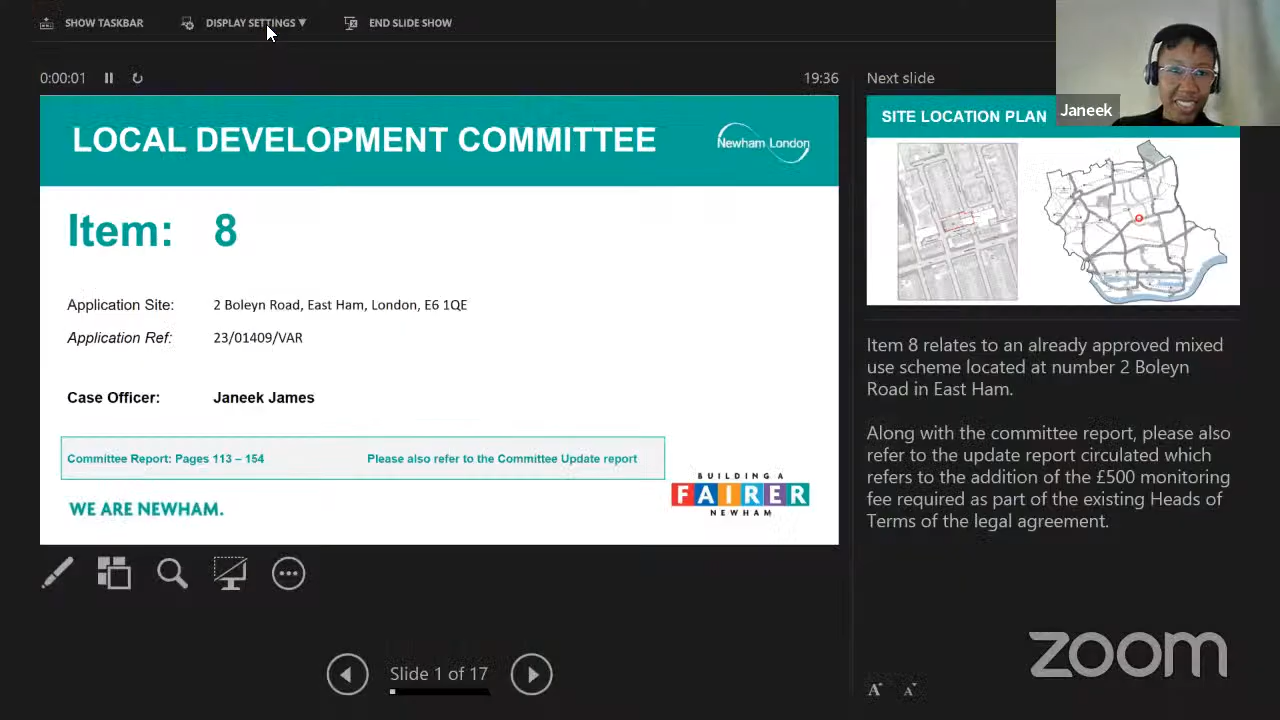 SHOW TASKBAR
DISPLAY SETTINGS ▼
END SLIDE SHOW
Janeek
0:00:01
19:36
Next slide
LOCAL DEVELOPMENT COMMITTEE
Newham London
Item: 8
Application Site: 2 Boleyn Road, East Ham, London, E6 1QE
Application Ref: 23/01409/VAR
Case Officer: Janeek James
Committee Report: Pages 113 – 154 Please also refer to the Committee Update report
WE ARE NEWHAM.
BUILDING A
FAIRER
NEWHAM
SITE LOCATION PLAN
Item 8 relates to an already approved mixed
use scheme located at number 2 Boleyn
Road in East Ham.
Along with the committee report, please also
refer to the update report circulated which
refers to the addition of the £500 monitoring
fee required as part of the existing Heads of
Terms of the legal agreement.
Slide 1 of 17
A A
zoom